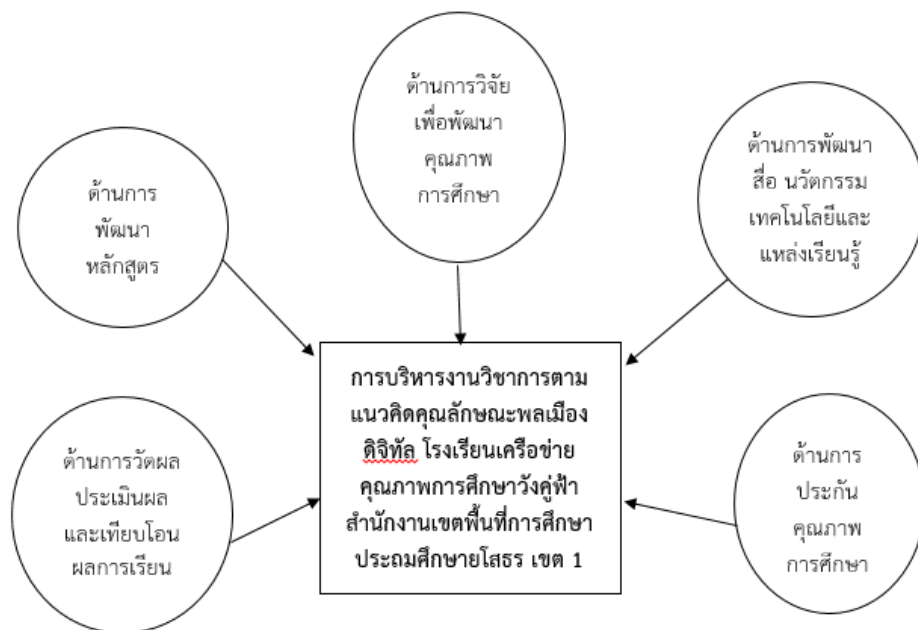 ด้านการวิจัย
เพื่อพัฒนา
คุณภาพ
การศึกษา
ด้านการพัฒนา
สื่อ นวัตกรรม
เทคโนโลยีและ
แหล่งเรียนรู้
ด้านการ
พัฒนา
หลักสูตร
การบริหารงานวิชาการตาม
แนวคิดคุณลักษณะพลเมือง
ดิจิทัล โรงเรียนเครือข่าย
คุณภาพการศึกษาวังคู่ฟ้า
สำนักงานเขตพื้นที่การศึกษา
ประถมศึกษายโสธร เขต 1
ด้านการวัดผล
ประเมินผล
และเทียบโอน
ผลการเรียน
ด้านการ
ประกัน
คุณภาพ
การศึกษา